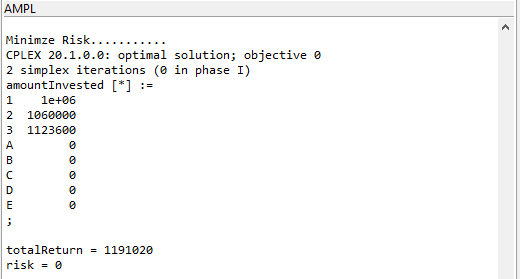 AMPL
Minimze Risk...........
CPLEX 20.1.0.0: optimal solution; objective 0
2 simplex iterations (0 in phase I)
amountInvested [*] :=
1    1e+06
2  1060000
3  1123600
A        0
B        0
C        0
D        0
E        0
;
totalReturn = 1191020
risk = 0